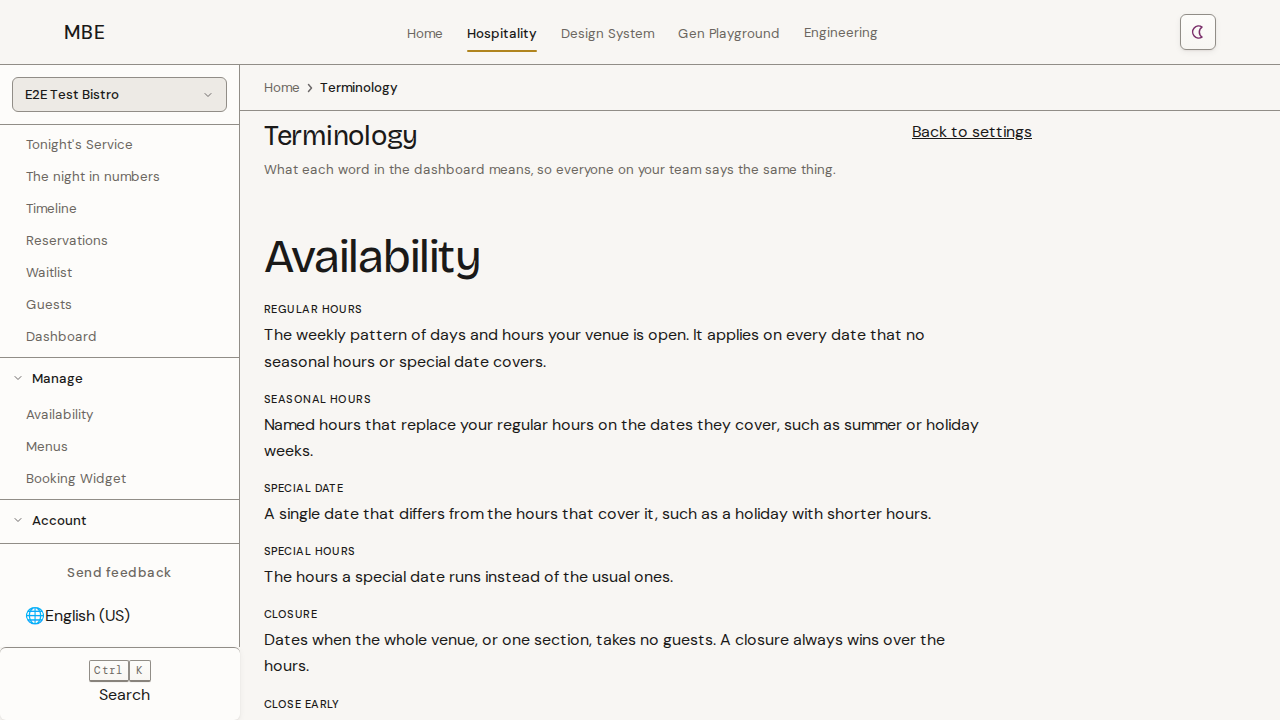 MBE
Home
Hospitality
Design System
Gen Playground
Engineering
E2E Test Bistro
Tonight's Service
The night in numbers
Timeline
Reservations
Waitlist
Guests
Dashboard
Manage
Availability
Menus
Booking Widget
Account
Send feedback
English (US)
Ctrl K
Search
Home > Terminology
Terminology
Back to settings
What each word in the dashboard means, so everyone on your team says the same thing.
Availability
REGULAR HOURS
The weekly pattern of days and hours your venue is open. It applies on every date that no
seasonal hours or special date covers.
SEASONAL HOURS
Named hours that replace your regular hours on the dates they cover, such as summer or holiday
weeks.
SPECIAL DATE
A single date that differs from the hours that cover it, such as a holiday with shorter hours.
SPECIAL HOURS
The hours a special date runs instead of the usual ones.
CLOSURE
Dates when the whole venue, or one section, takes no guests. A closure always wins over the
hours.
CLOSE EARLY